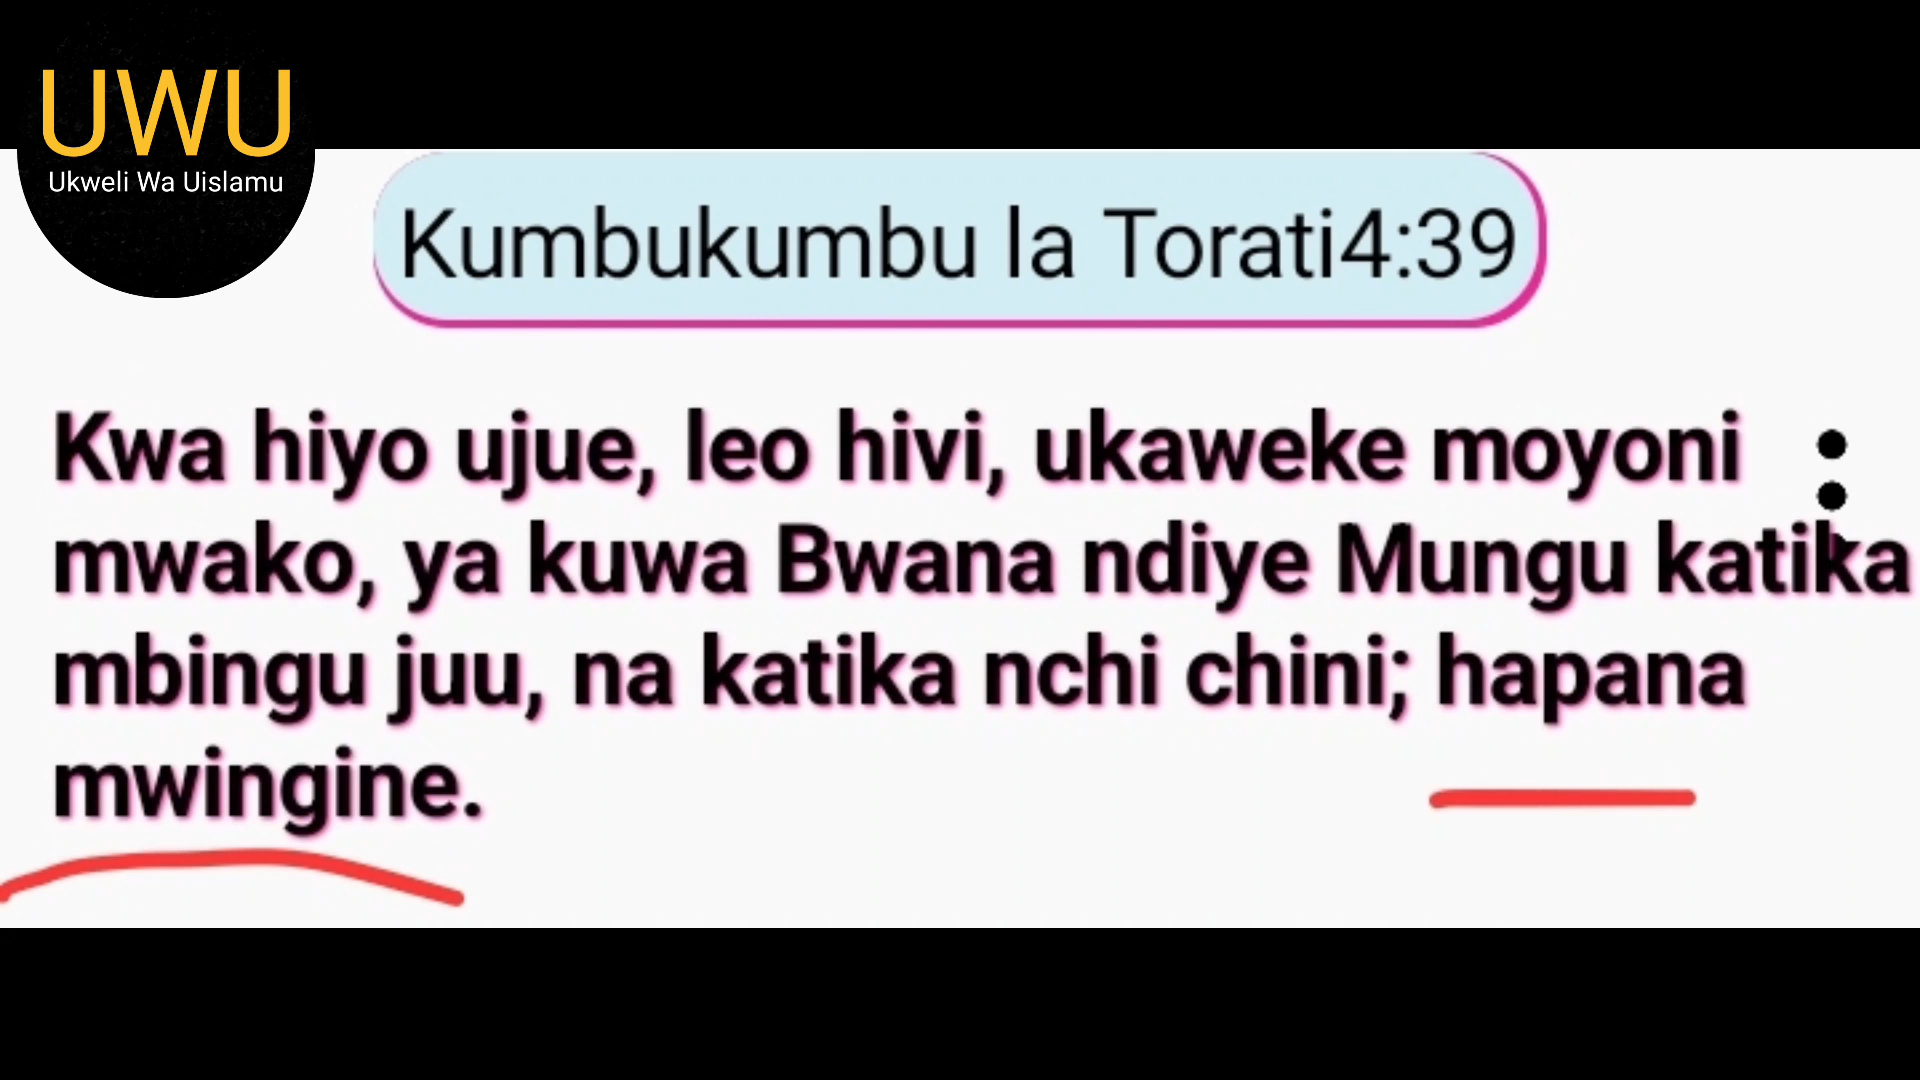 UWU
Ukweli Wa Uislamu
Kumbukumbu la Torati4:39
Kwa hiyo ujue, leo hivi, ukaweke moyoni
mwako, ya kuwa Bwana ndiye Mungu katika
mbingu juu, na katika nchi chini; hapana
mwingine.